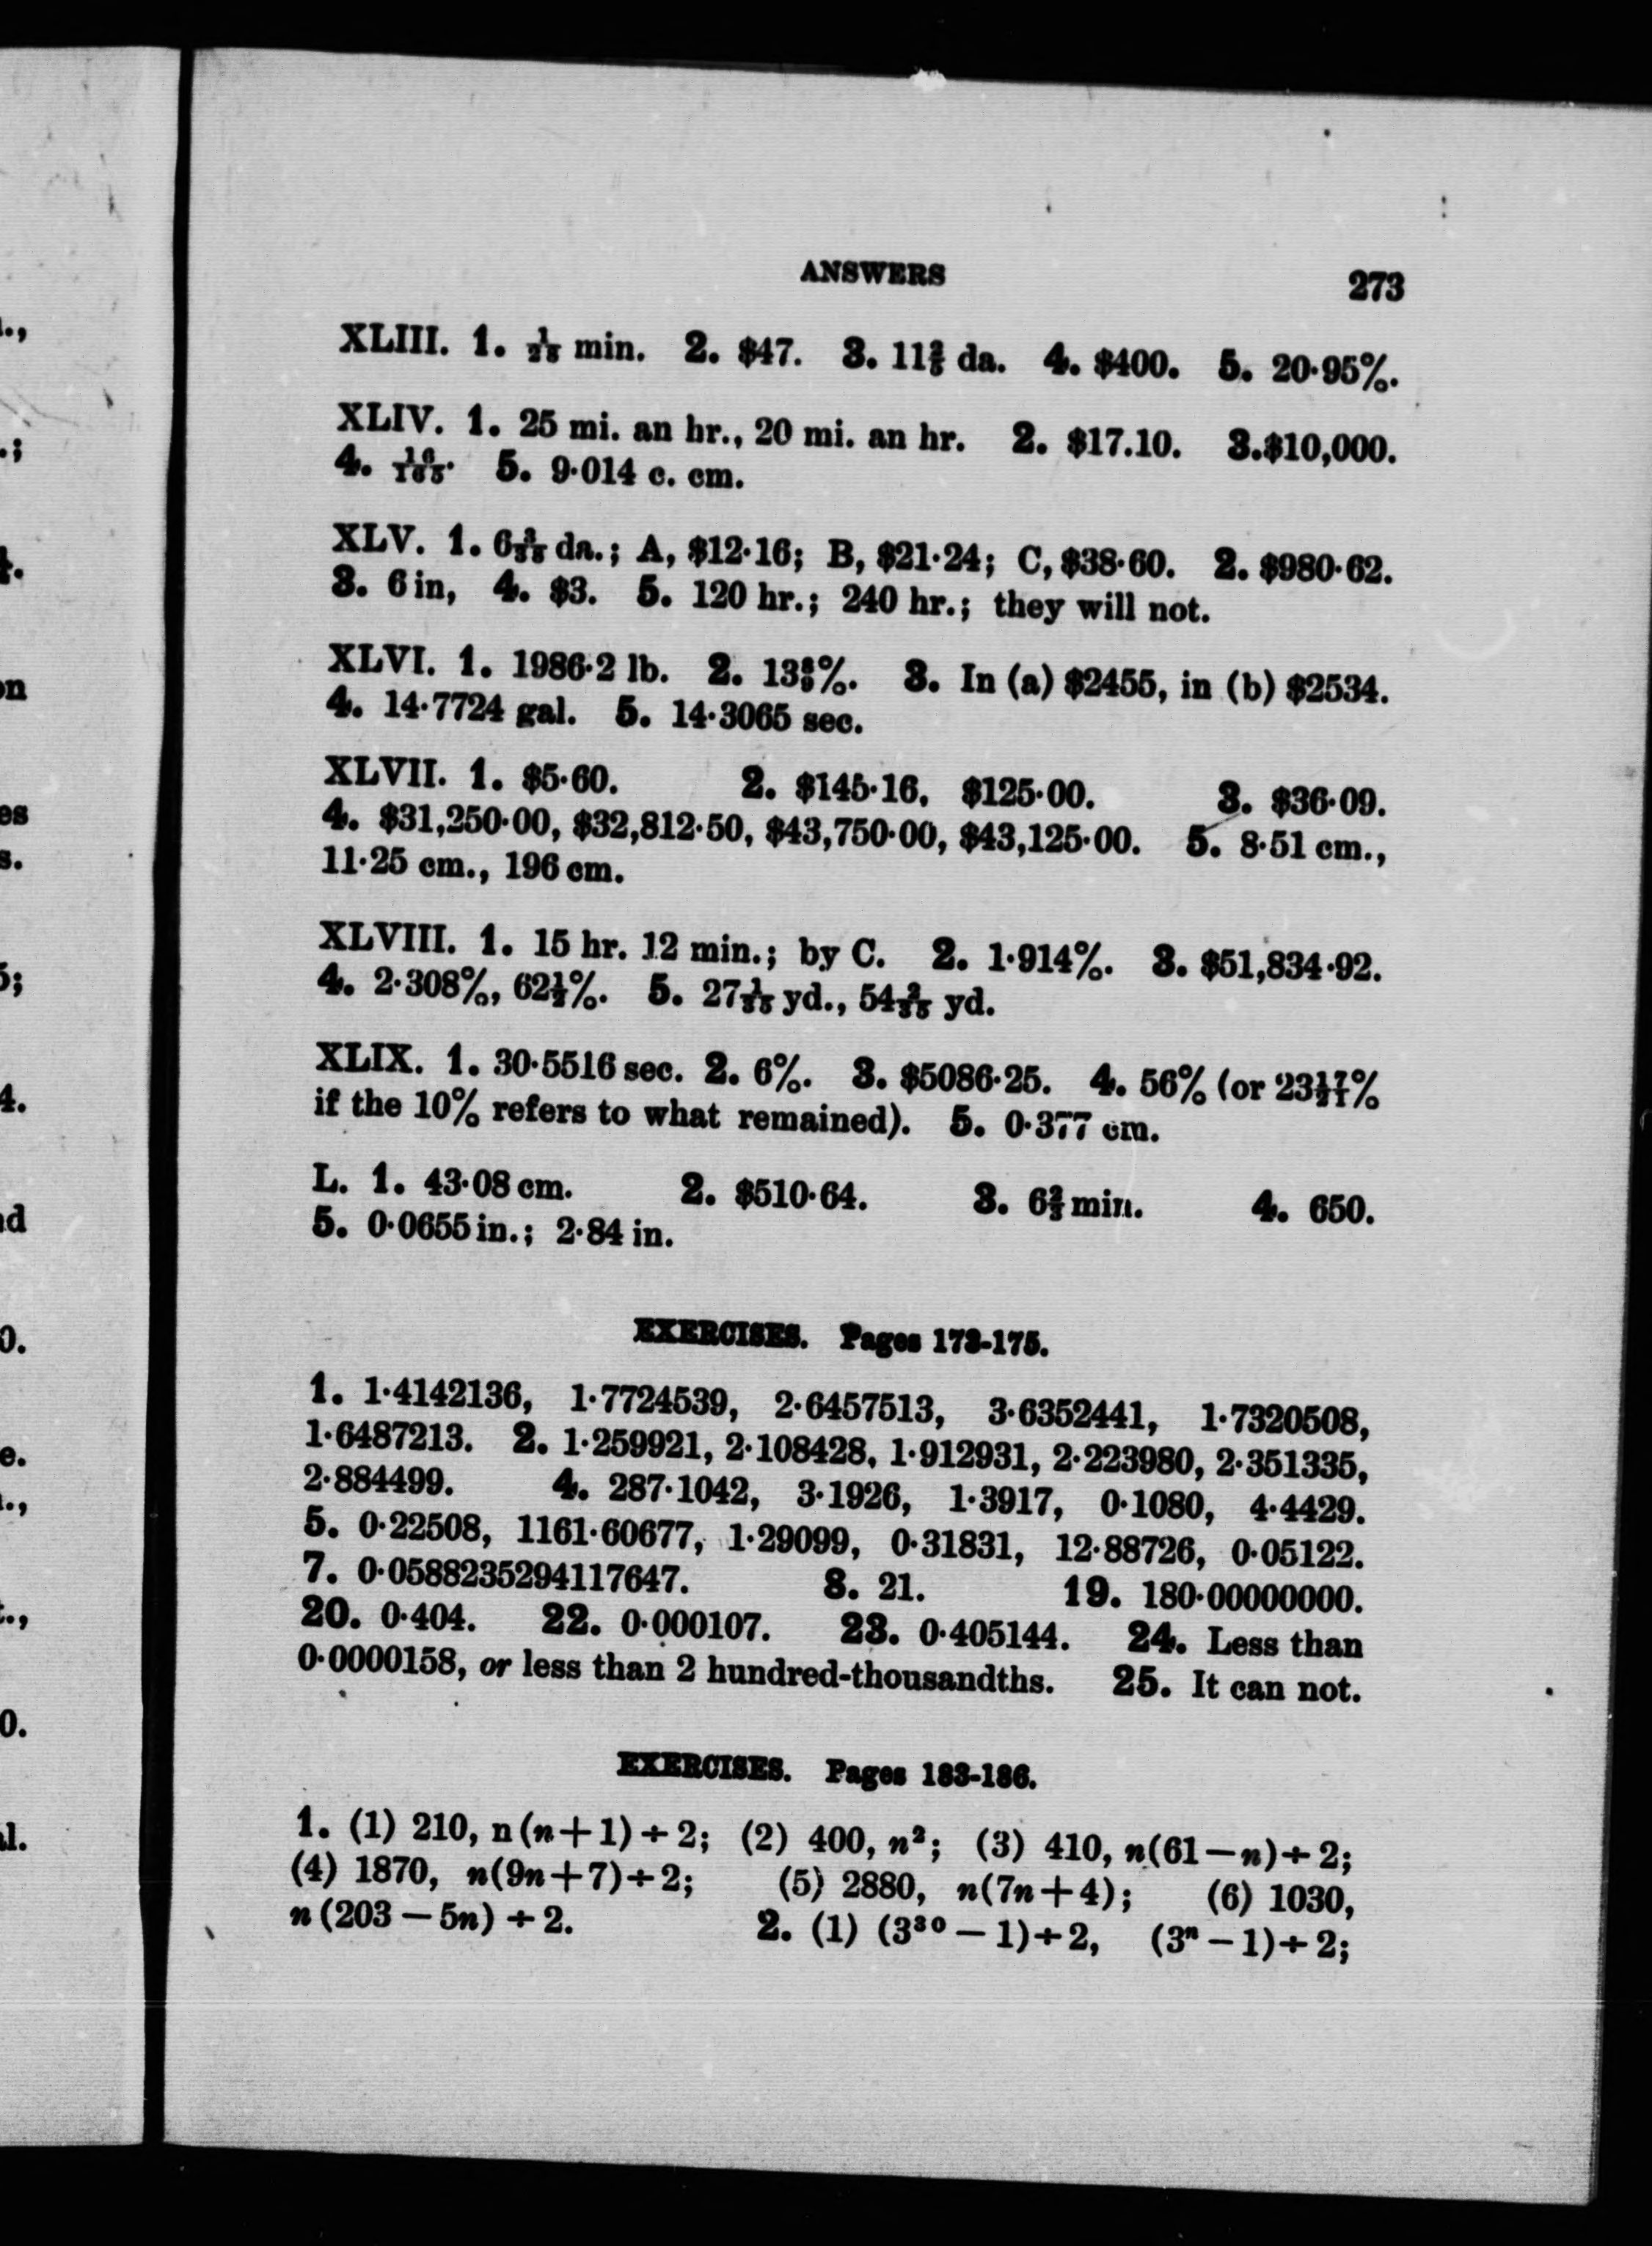 ANSWERS 273
XLIII. 1. 1/25 min. 2. $47. 3. 11 2/5 da. 4. $400. 5. 20·95%.
XLIV. 1. 25 mi. an hr., 20 mi. an hr. 2. $17.10. 3.$10,000.
4. 16/165. 5. 9·014 c. cm.
XLV. 1. da.; A, $12·16; B, $21·24; C, $38·60. 2. $980·62.
3. 6 in, 4. $3. 5. 120 hr.; 240 hr.; they will not.
XLVI. 1. 1986·2 lb. 2. 13 8/9%. 3. In (a) $2455, in (b) $2534.
4. 14·7724 gal. 5. 14·3065 sec.
XLVII. 1. $5·60. 2. $145·16, $125·00. 3. $36·09.
4. $31,250·00, $32,812·50, $43,750·00, $43,125·00. 5. 8·51 cm.,
11·25 cm., 196 cm.
XLVIII. 1. 15 hr. 12 min.; by C. 2. 1·914%. 3. $51,834·92.
4. 2·308%, 62½%. 5. yd., yd.
XLIX. 1. 30·5516 sec. 2. 6%. 3. $5086·25. 4. 56% (or 23 17/21%
if the 10% refers to what remained). 5. 0·377 cm.
L. 1. 43·08 cm. 2. $510·64. 3. 6⅔ min. 4. 650.
5. 0·0655 in.; 2·84 in.
EXERCISES. Pages 173-175.
1. 1·4142136, 1·7724539, 2·6457513, 3·6352441, 1·7320508,
1·6487213. 2. 1·259921, 2·108428, 1·912931, 2·223980, 2·351335,
2·884499. 4. 287·1042, 3·1926, 1·3917, 0·1080, 4·4429.
5. 0·22508, 1161·60677, 1·29099, 0·31831, 12·88726, 0·05122.
7. 0·0588235294117647. 8. 21. 19. 180·00000000.
20. 0·404. 22. 0·000107. 23. 0·405144. 24. Less than
0·0000158, or less than 2 hundred-thousandths. 25. It can not.
EXERCISES. Pages 183-186.
1. (1) 210, n(n+1)÷2; (2) 400, n²; (3) 410, n(61−n)÷2;
(4) 1870, n(9n+7)÷2; (5) 2880, n(7n+4); (6) 1030,
n(203−5n)÷2. 2. (1) (3³⁰−1)÷2, (3ⁿ−1)÷2;